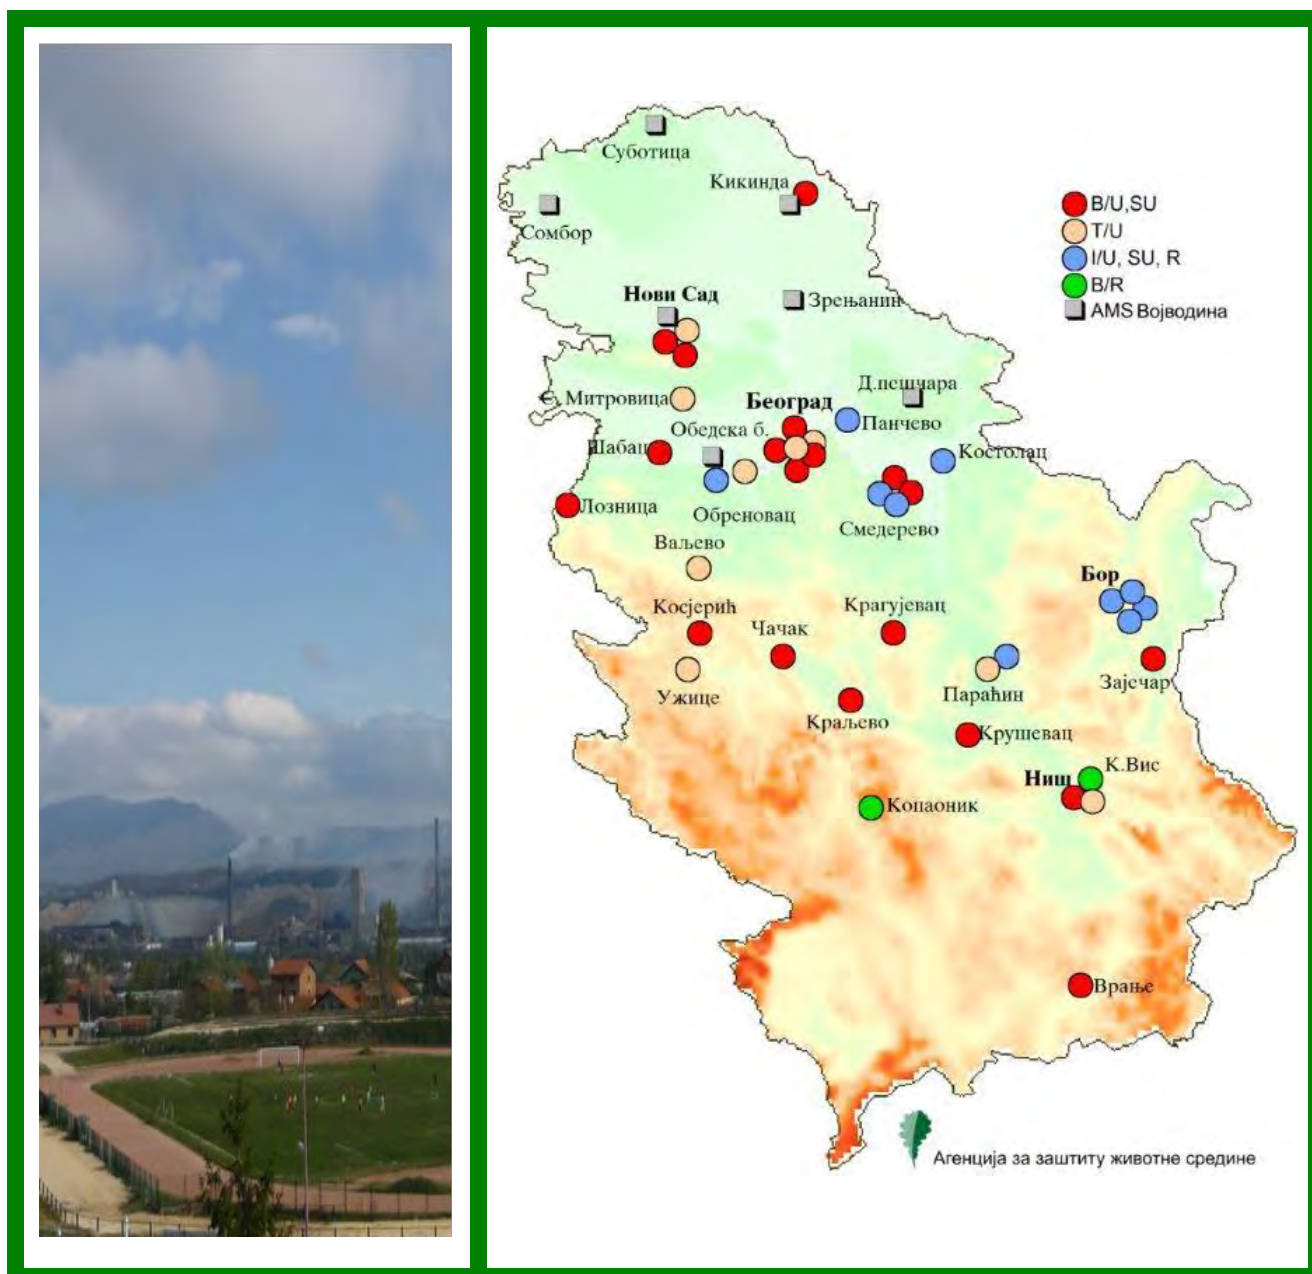 Суботица
Кикинда
Сомбор
B/U,SU
T/U
I/U, SU, R
B/R
AMS Војводина
Нови Сад
Зрењанин
Д.пешчара
С. Митровица
Београд
Панчево
Обедска б.
Шабац
Костолац
Лозница
Обреновац
Смедерево
Ваљево
Бор
Косјерић
Крагујевац
Чачак
Ужице
Параћин
Зајечар
Краљево
Крушевац
К.Вис
Ниш
Копаоник
Врање
Агенција за заштиту животне средине